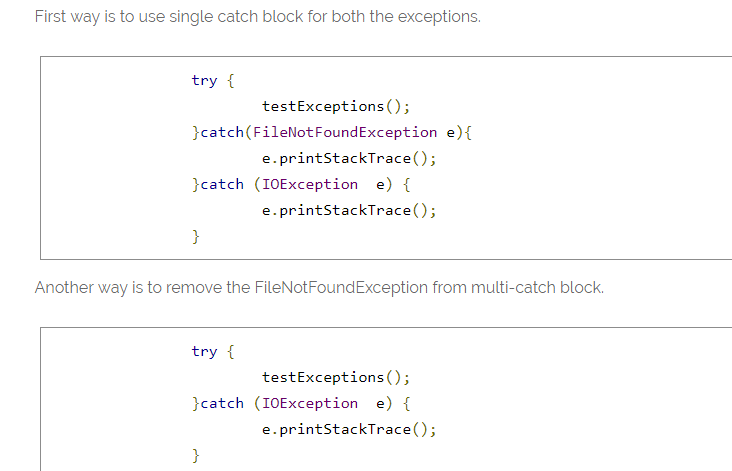 First way is to use single catch block for both the exceptions.
try {
testExceptions();
}catch(FileNotFoundException e){
e.printStackTrace();
}catch (IOException  e) {
e.printStackTrace();
}
Another way is to remove the FileNotFoundException from multi-catch block.
try {
testExceptions();
}catch (IOException  e) {
e.printStackTrace();
}